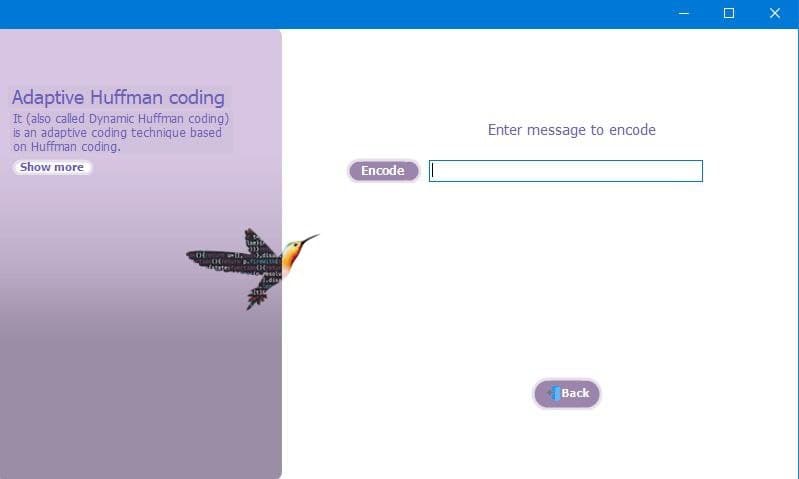 Adaptive Huffman coding
It (also called Dynamic Huffman coding)
is an adaptive coding technique based
on Huffman coding.
Show more
Enter message to encode
Encode
Back